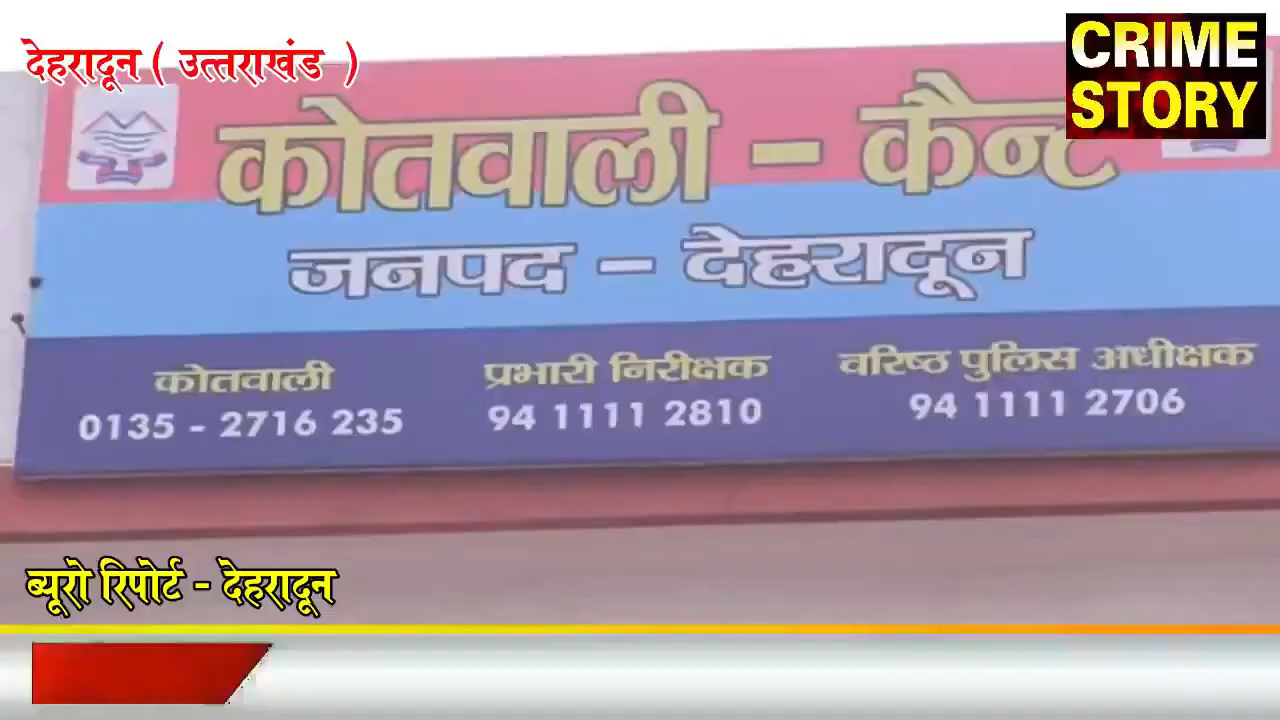 देहरादून ( उत्तराखंड )
CRIME
STORY
कोतवाली - कैन्ट
जनपद - देहरादून
कोतवाली प्रभारी निरीक्षक वरिष्ठ पुलिस अधीक्षक
0135 - 2716 235 94 1111 2810 94 1111 2706
ब्यूरो रिपोर्ट - देहरादून